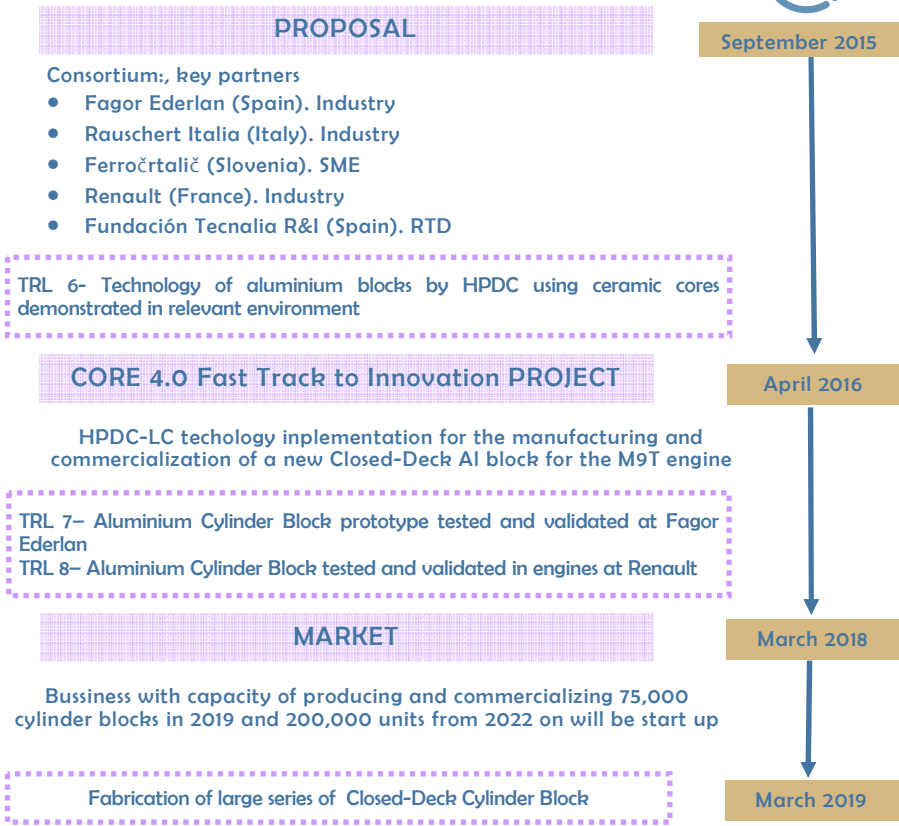 PROPOSAL
September 2015
Consortium:, key partners
• Fagor Ederlan (Spain). Industry
• Rauschert Italia (Italy). Industry
• Ferročrtalič (Slovenia). SME
• Renault (France). Industry
• Fundación Tecnalia R&I (Spain). RTD
TRL 6- Technology of aluminium blocks by HPDC using ceramic cores
demonstrated in relevant environment
CORE 4.0 Fast Track to Innovation PROJECT
April 2016
HPDC-LC techology inplementation for the manufacturing and
commercialization of a new Closed-Deck Al block for the M9T engine
TRL 7– Aluminium Cylinder Block prototype tested and validated at Fagor
Ederlan
TRL 8– Aluminium Cylinder Block tested and validated in engines at Renault
MARKET
March 2018
Bussiness with capacity of producing and commercializing 75,000
cylinder blocks in 2019 and 200,000 units from 2022 on will be start up
Fabrication of large series of Closed-Deck Cylinder Block
March 2019